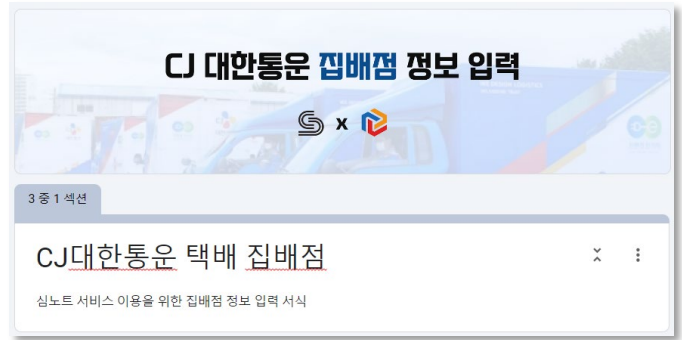 CJ 대한통운 집배점 정보 입력
x
3 중 1 섹션
CJ대한통운 택배 집배점
심노트 서비스 이용을 위한 집배점 정보 입력 서식